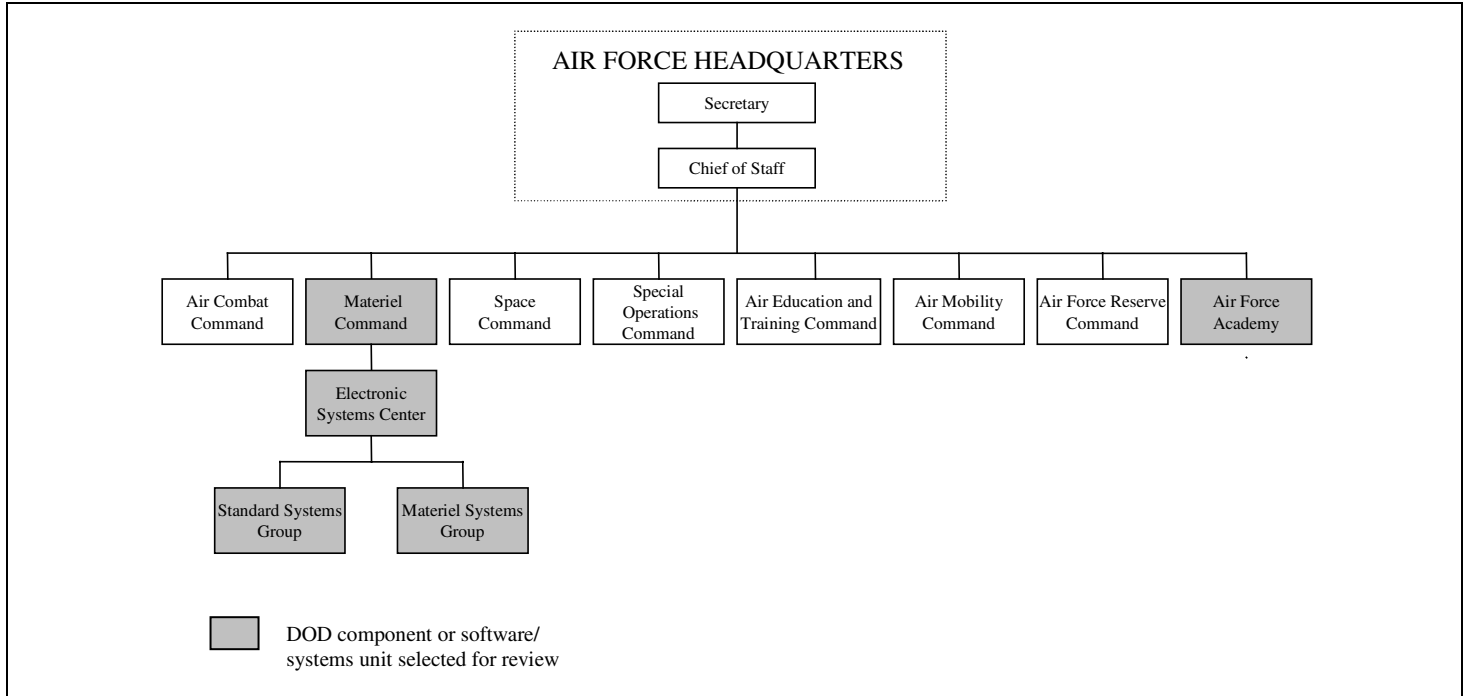 AIR FORCE HEADQUARTERS
Secretary
Chief of Staff
Air Combat
Command
Materiel
Command
Space
Command
Special
Operations
Command
Air Education and
Training Command
Air Mobility
Command
Air Force Reserve
Command
Air Force
Academy
.
Electronic
Systems Center
Standard Systems
Group
Materiel Systems
Group
DOD component or software/
systems unit selected for review